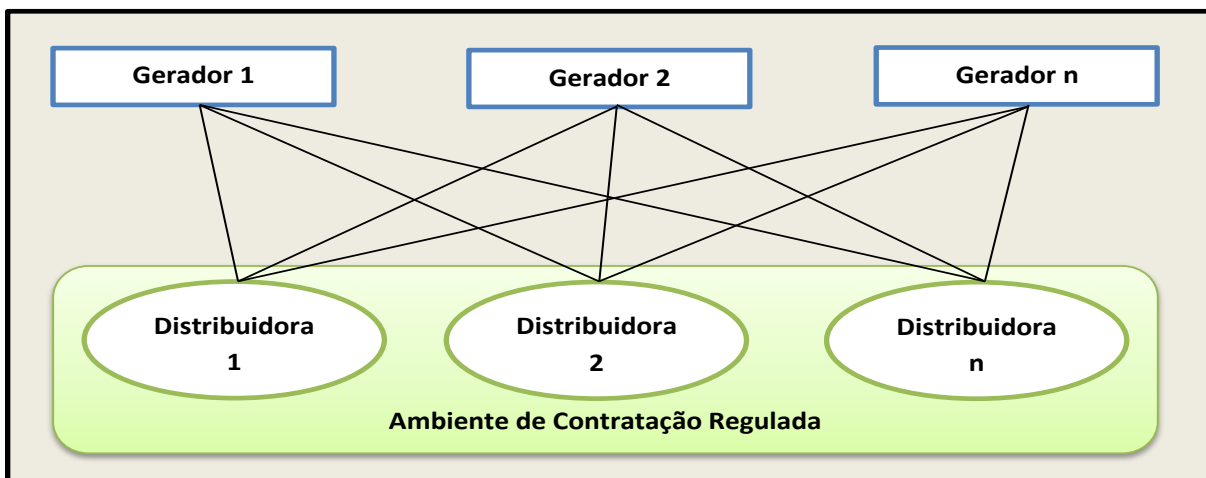 Gerador 1
Gerador 2
Gerador n
Distribuidora
1
Distribuidora
2
Distribuidora
n
Ambiente de Contratação Regulada